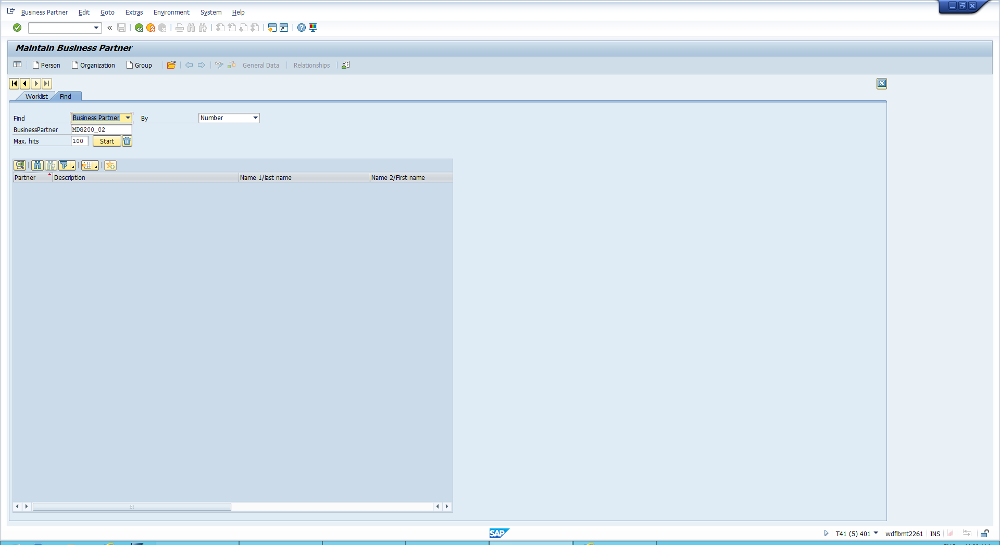 Business Partner Edit Goto Extras Environment System Help
Maintain Business Partner
Person Organization Group General Data Relationships
Worklist Find
Find Business Partner By Number
BusinessPartner MDG200_02
Max. hits 100 Start
Partner Description Name 1/last name Name 2/First name
SAP T41 (5) 401 wdflbmt2261 INS